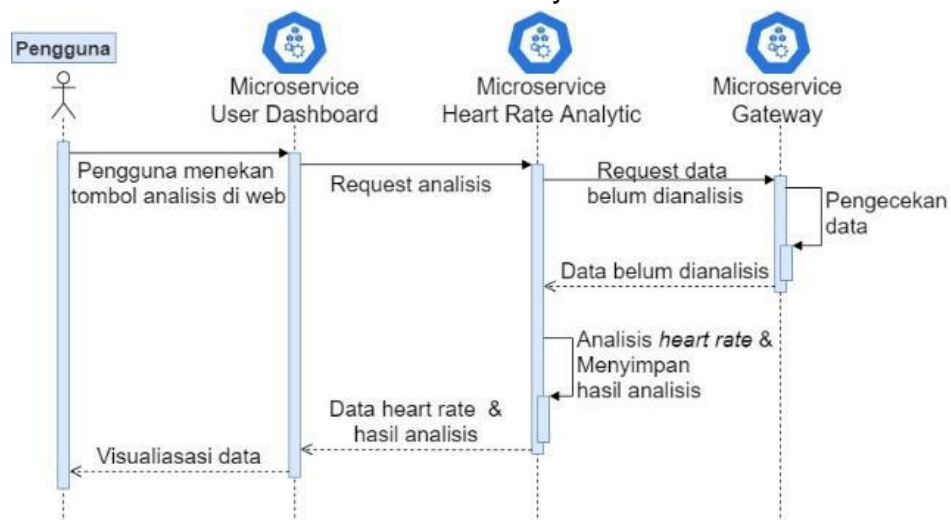 Pengguna
Microservice
User Dashboard
Microservice
Heart Rate Analytic
Microservice
Gateway
Pengguna menekan
tombol analisis di web
Request analisis
Request data
belum dianalisis
Pengecekan
data
Data belum dianalisis
Analisis heart rate &
Menyimpan
hasil analisis
Data heart rate &
hasil analisis
Visualiasasi data